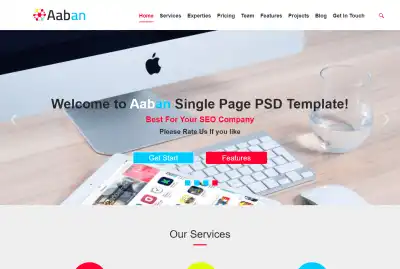 Aaban
Home Services Experties Pricing Team Features Projects Blog Get In Touch
Welcome to Aaban Single Page PSD Template!
Best For Your SEO Company
Please Rate Us If you like
Get Start Features
Our Services